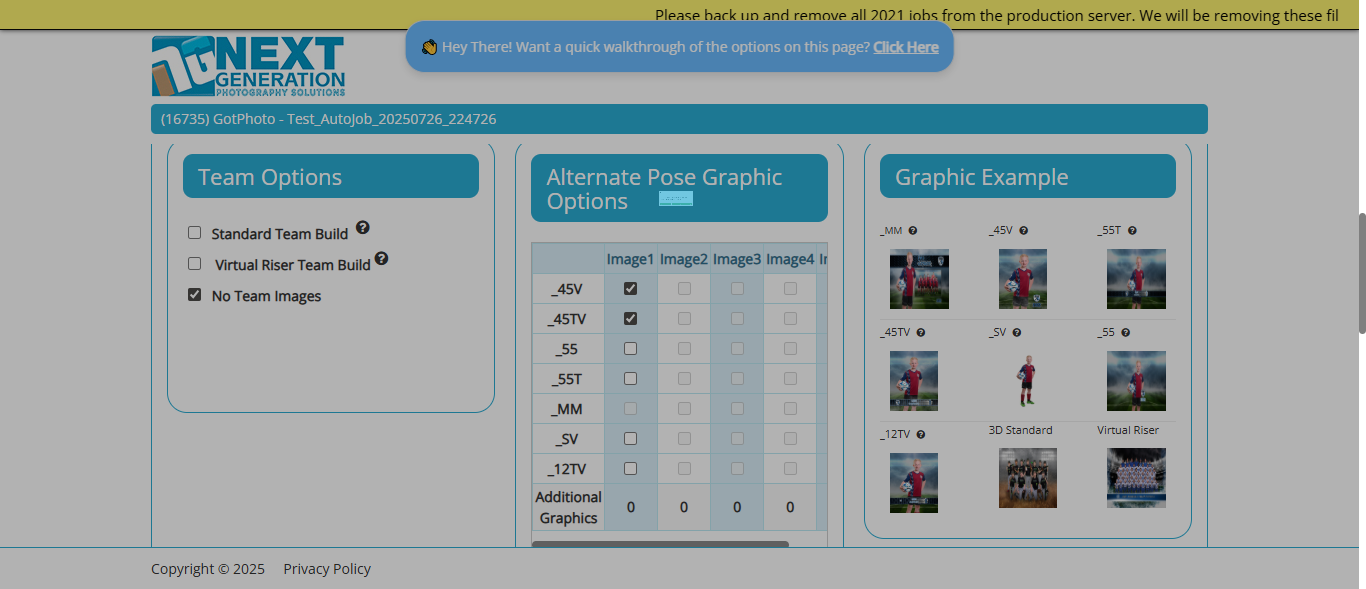 Please back up and remove all 2021 jobs from the production server. We will be removing these fil
👋 Hey There! Want a quick walkthrough of the options on this page? Click Here
NEXT
GENERATION
PHOTOGRAPHY SOLUTIONS
(16735) GotPhoto - Test_AutoJob_20250726_224726
Team Options
Standard Team Build
Virtual Riser Team Build
No Team Images
Alternate Pose Graphic
Options
Image1 Image2 Image3 Image4
_45V
_45TV
_55
_55T
_MM
_SV
_12TV
Additional
Graphics
0 0 0 0
Graphic Example
_MM _45V _55T
_45TV _SV _55
_12TV 3D Standard Virtual Riser
Copyright © 2025 Privacy Policy